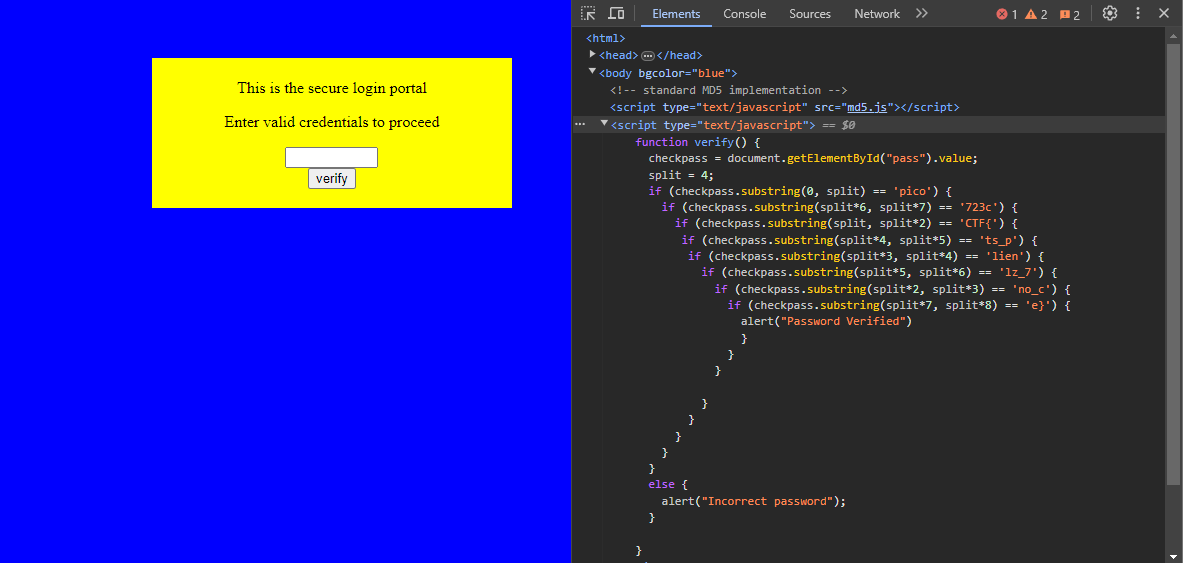 This is the secure login portal
Enter valid credentials to proceed
verify
Elements Console Sources Network
1 2 2
<html>
<head> ··· </head>
<body bgcolor="blue">
<!-- standard MD5 implementation -->
<script type="text/javascript" src="md5.js"></script>
··· <script type="text/javascript"> == $0
function verify() {
checkpass = document.getElementById("pass").value;
split = 4;
if (checkpass.substring(0, split) == 'pico') {
if (checkpass.substring(split*6, split*7) == '723c') {
if (checkpass.substring(split, split*2) == 'CTF{') {
if (checkpass.substring(split*4, split*5) == 'ts_p') {
if (checkpass.substring(split*3, split*4) == 'lien') {
if (checkpass.substring(split*5, split*6) == 'lz_7') {
if (checkpass.substring(split*2, split*3) == 'no_c') {
if (checkpass.substring(split*7, split*8) == 'e}') {
alert("Password Verified")
}
}
}
}
}
}
}
}
else {
alert("Incorrect password");
}
}